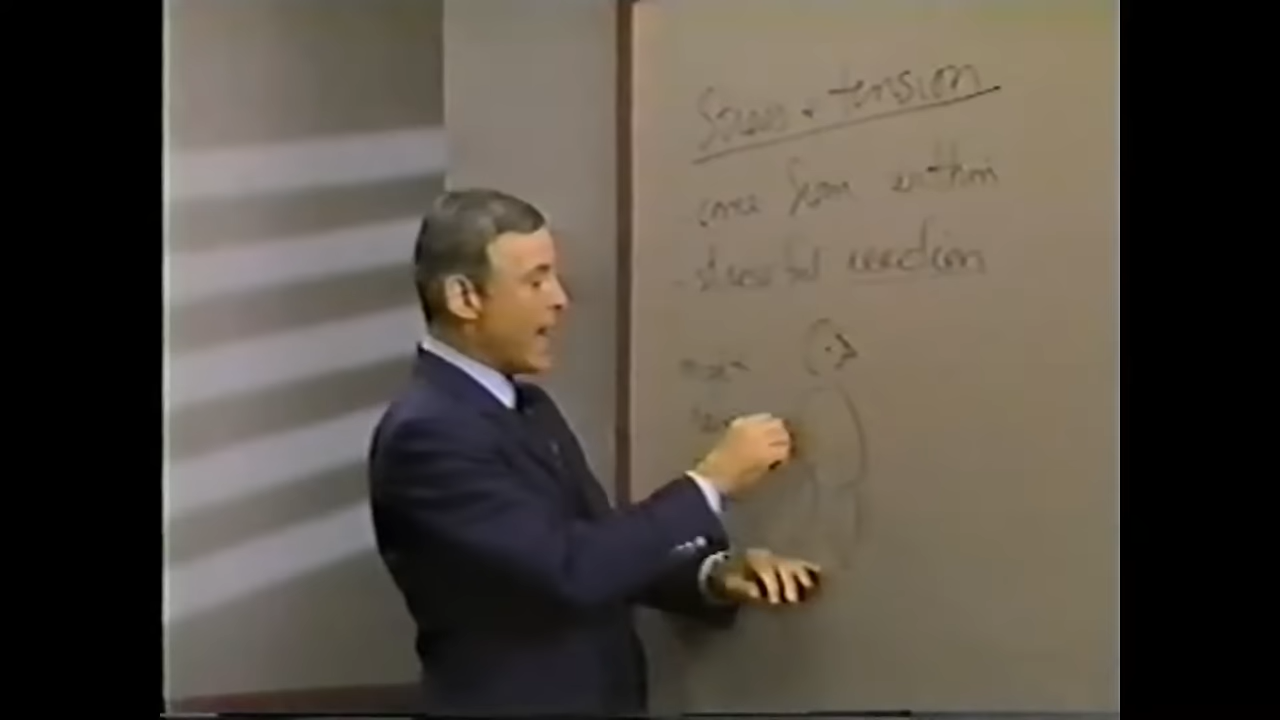 Stress + tension
- come from within
- stressful reaction